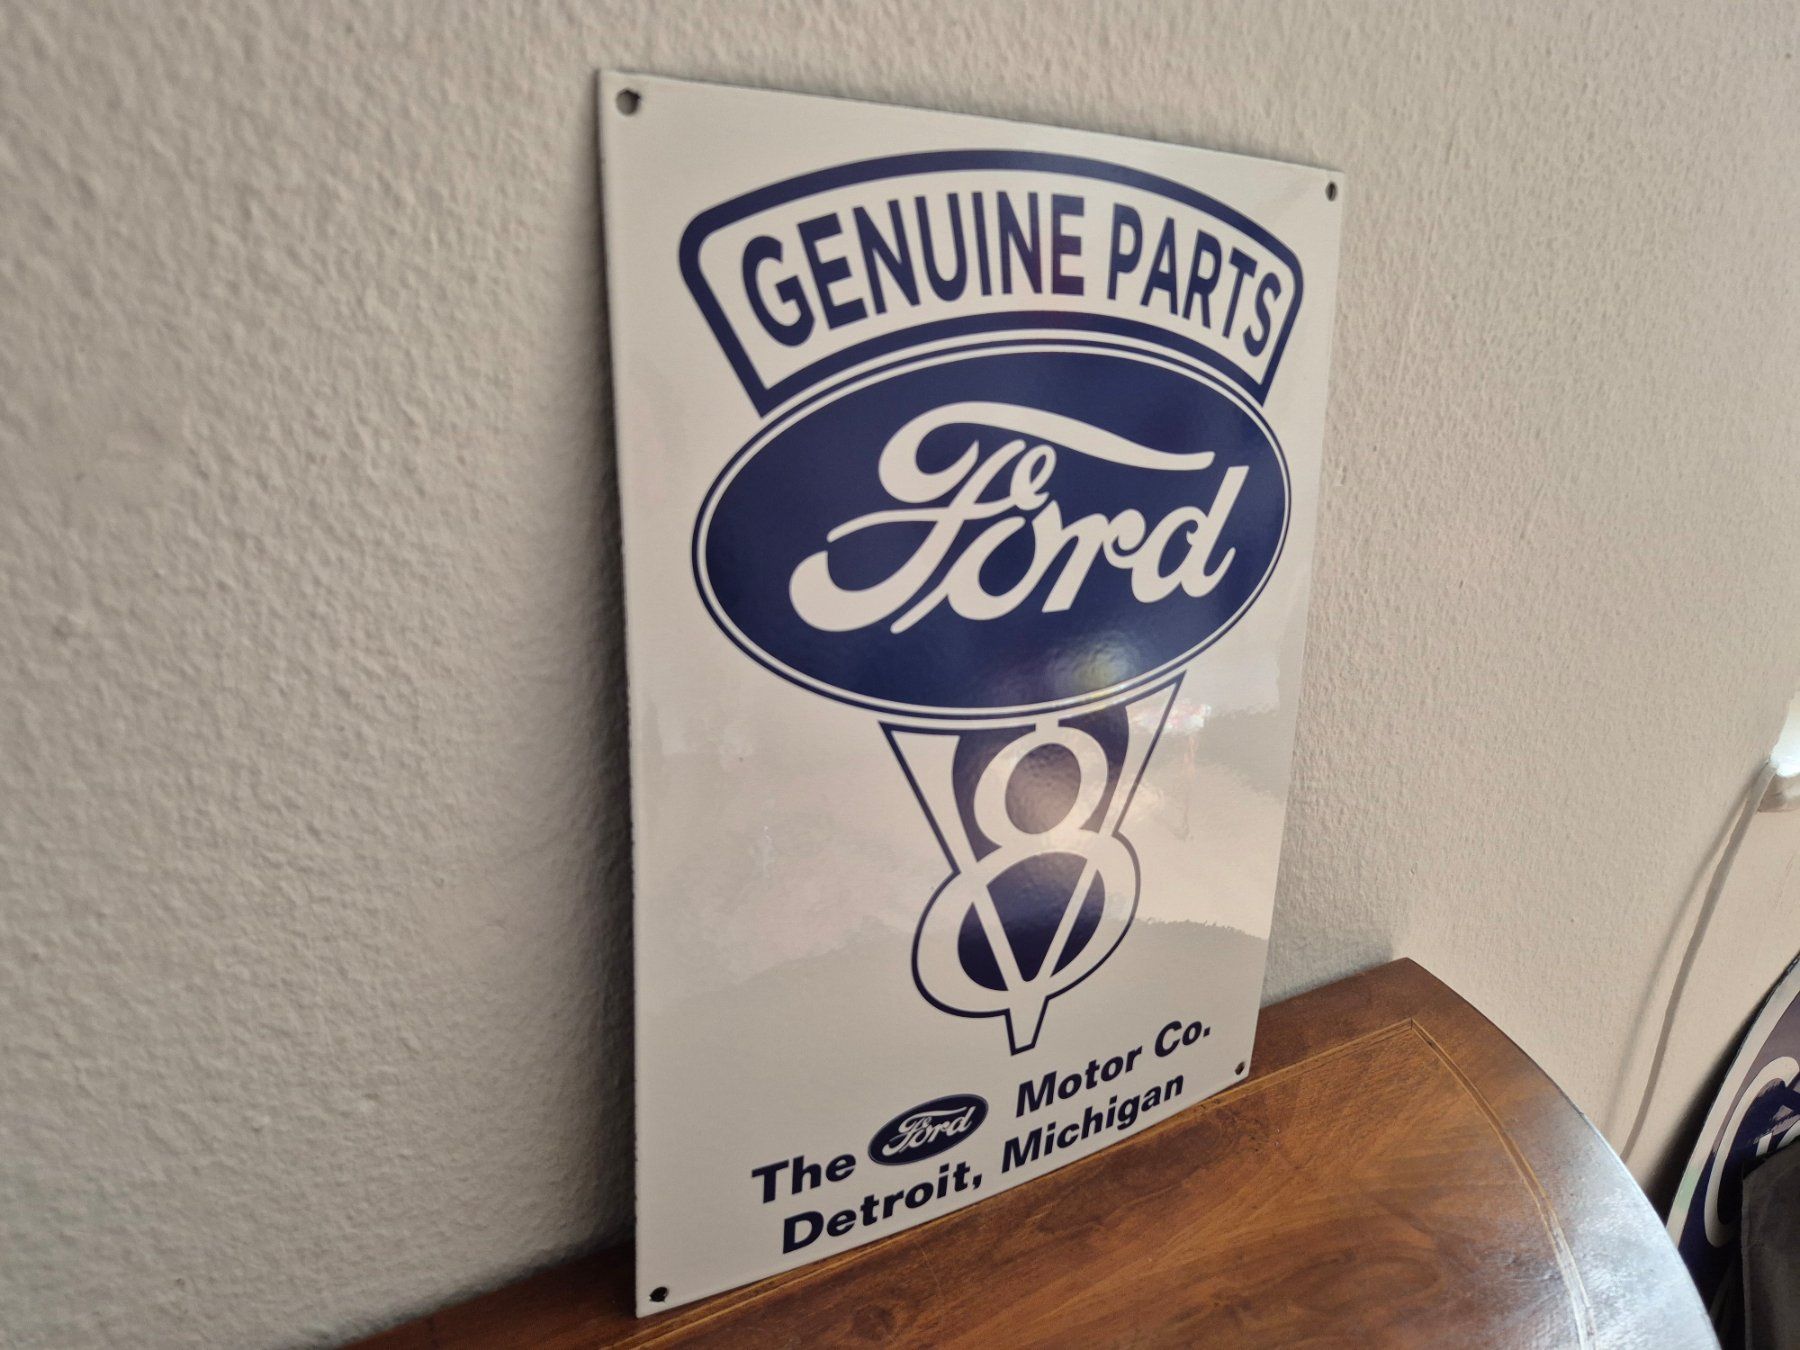 GENUINE PARTS
Ford
V8
The Ford Motor Co.
Detroit, Michigan